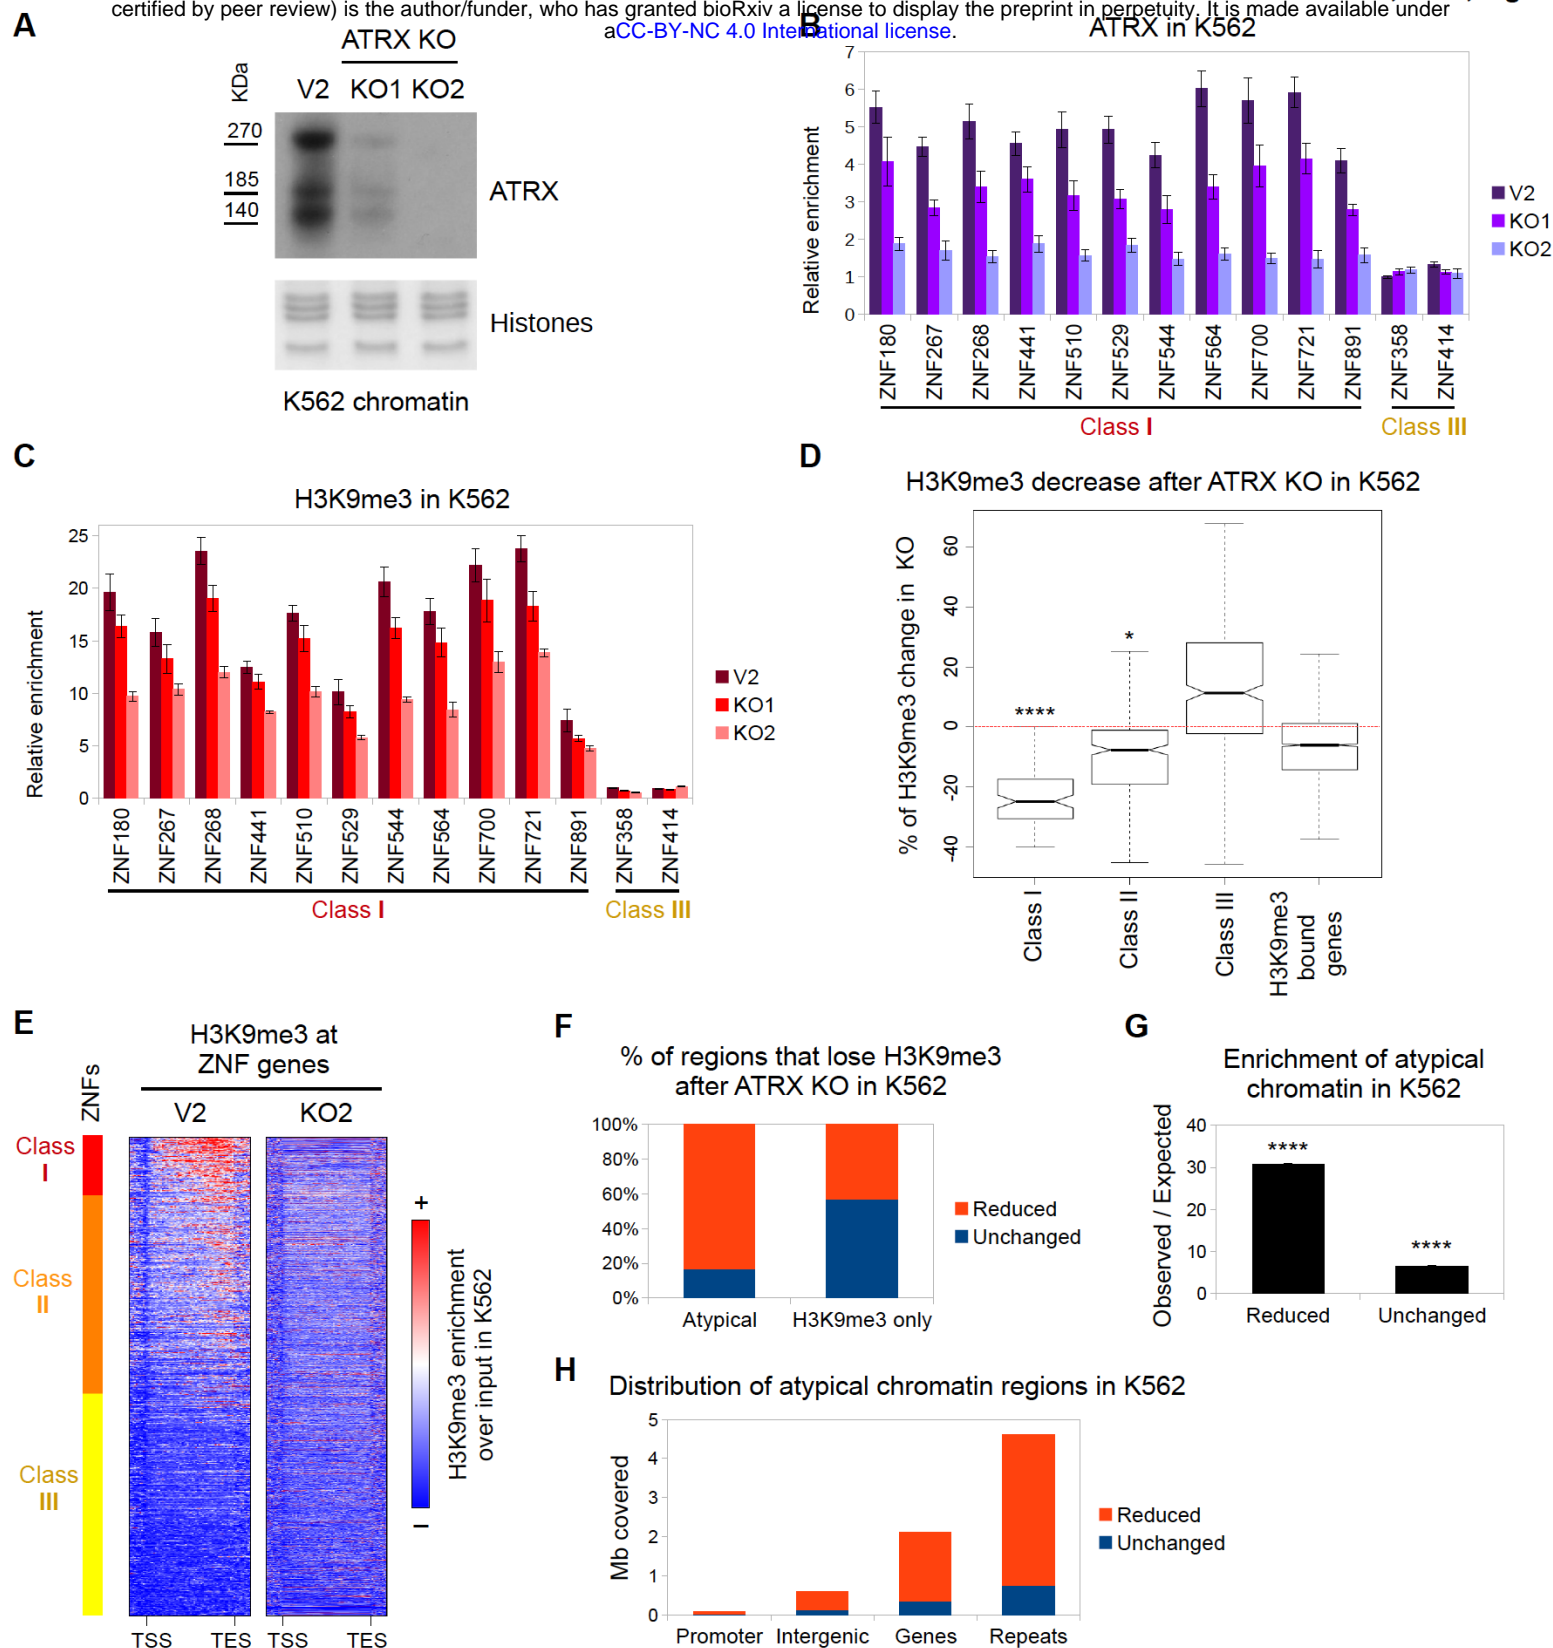 certified by peer review) is the author/funder, who has granted bioRxiv a license to display the preprint in perpetuity. It is made available under
aCC-BY-NC 4.0 International license.
A
ATRX KO
KDa
V2 KO1 KO2
270
185
140
ATRX
Histones
K562 chromatin
B
ATRX in K562
Relative enrichment
7
6
5
4
3
2
1
0
V2
KO1
KO2
ZNF180 ZNF267 ZNF268 ZNF441 ZNF510 ZNF529 ZNF544 ZNF564 ZNF700 ZNF721 ZNF891 ZNF358 ZNF414
Class I Class III
C
H3K9me3 in K562
Relative enrichment
25
20
15
10
5
0
V2
KO1
KO2
ZNF180 ZNF267 ZNF268 ZNF441 ZNF510 ZNF529 ZNF544 ZNF564 ZNF700 ZNF721 ZNF891 ZNF358 ZNF414
Class I Class III
D
H3K9me3 decrease after ATRX KO in K562
% of H3K9me3 change in KO
60
40
20
0
-20
-40
****
*
Class I Class II Class III H3K9me3
bound
genes
E
H3K9me3 at
ZNF genes
ZNFs
V2 KO2
Class
I
Class
II
Class
III
TSS TES TSS TES
+
−
H3K9me3 enrichment
over input in K562
F
% of regions that lose H3K9me3
after ATRX KO in K562
100%
80%
60%
40%
20%
0%
Atypical H3K9me3 only
Reduced
Unchanged
G
Enrichment of atypical
chromatin in K562
Observed / Expected
40
30
20
10
0
****
****
Reduced Unchanged
H
Distribution of atypical chromatin regions in K562
Mb covered
5
4
3
2
1
0
Promoter Intergenic Genes Repeats
Reduced
Unchanged